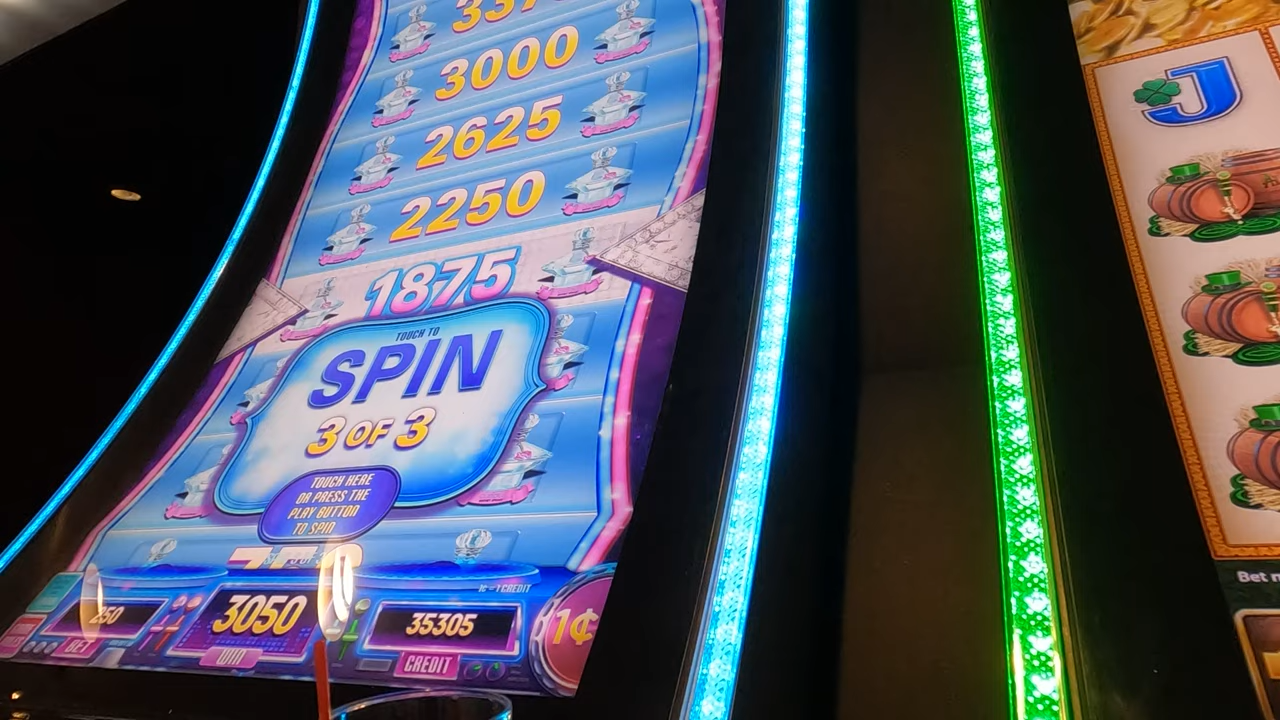 3000
2625
2250
1875
TOUCH TO
SPIN
3 OF 3
TOUCH HERE
OR PRESS THE
PLAY BUTTON
TO SPIN
1¢ = 1 CREDIT
250
BET
3050
WIN
35305
CREDIT
1¢
J
Bet